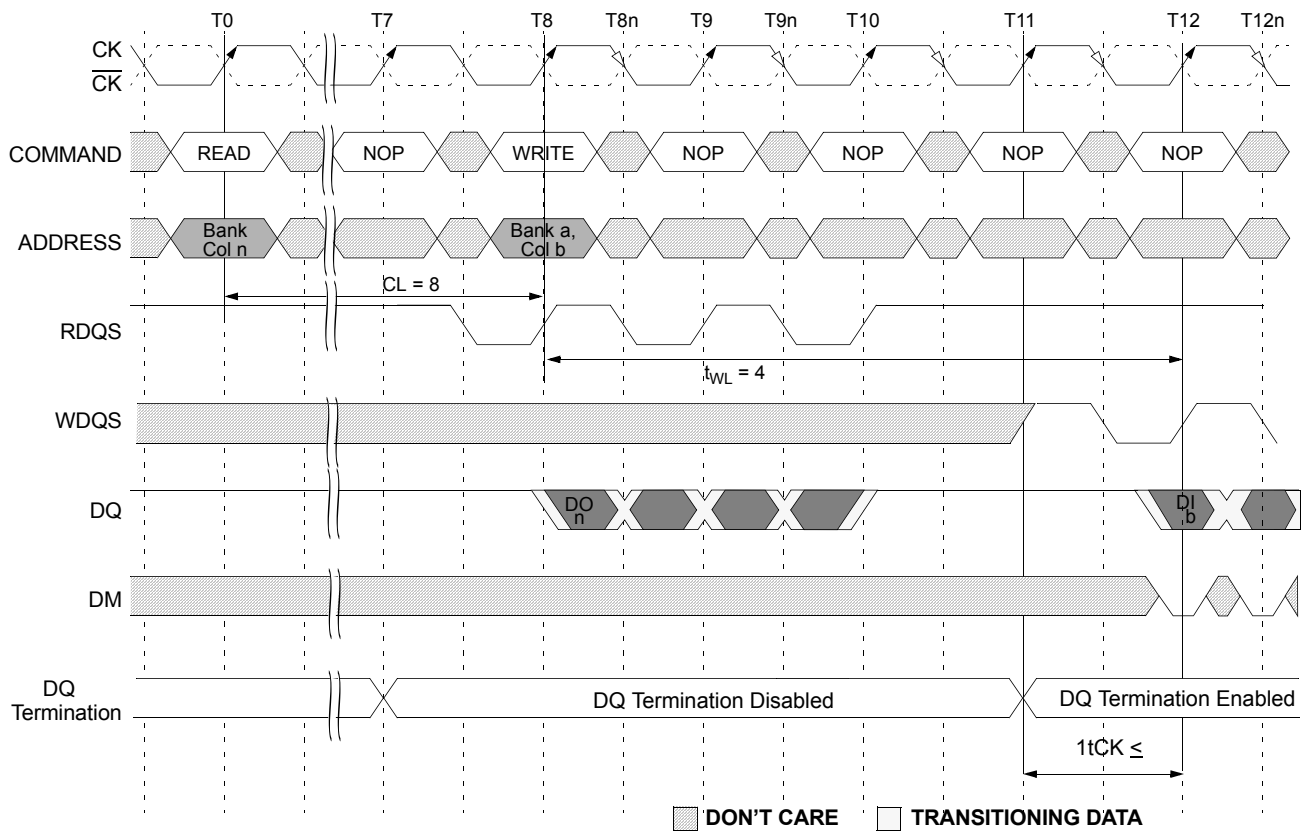 T0 T7 T8 T8n T9 T9n T10 T11 T12 T12n
CK
CK
COMMAND READ NOP WRITE NOP NOP NOP NOP
ADDRESS Bank Col n Bank a, Col b
CL = 8
RDQS
tWL = 4
WDQS
DQ DO n DI b
DM
DQ Termination DQ Termination Disabled DQ Termination Enabled
1tCK ≤
DON'T CARE TRANSITIONING DATA